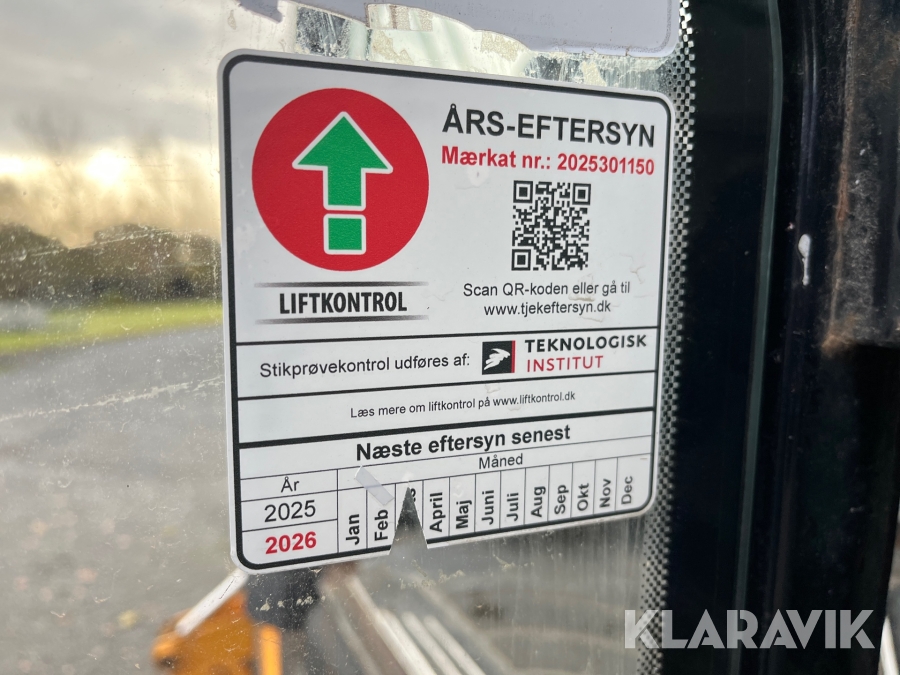 ÅRS-EFTERSYN
Mærkat nr.: 2025301150
LIFTKONTROL
Scan QR-koden eller gå til
www.tjekeftersyn.dk
Stikprøvekontrol udføres af:
TEKNOLOGISK
INSTITUT
Læs mere om liftkontrol på www.liftkontrol.dk
Næste eftersyn senest
År
Måned
2025
2026
Jan
Feb
April
Maj
Juni
Juli
Aug
Sep
Okt
Nov
Dec
KLARAVIK